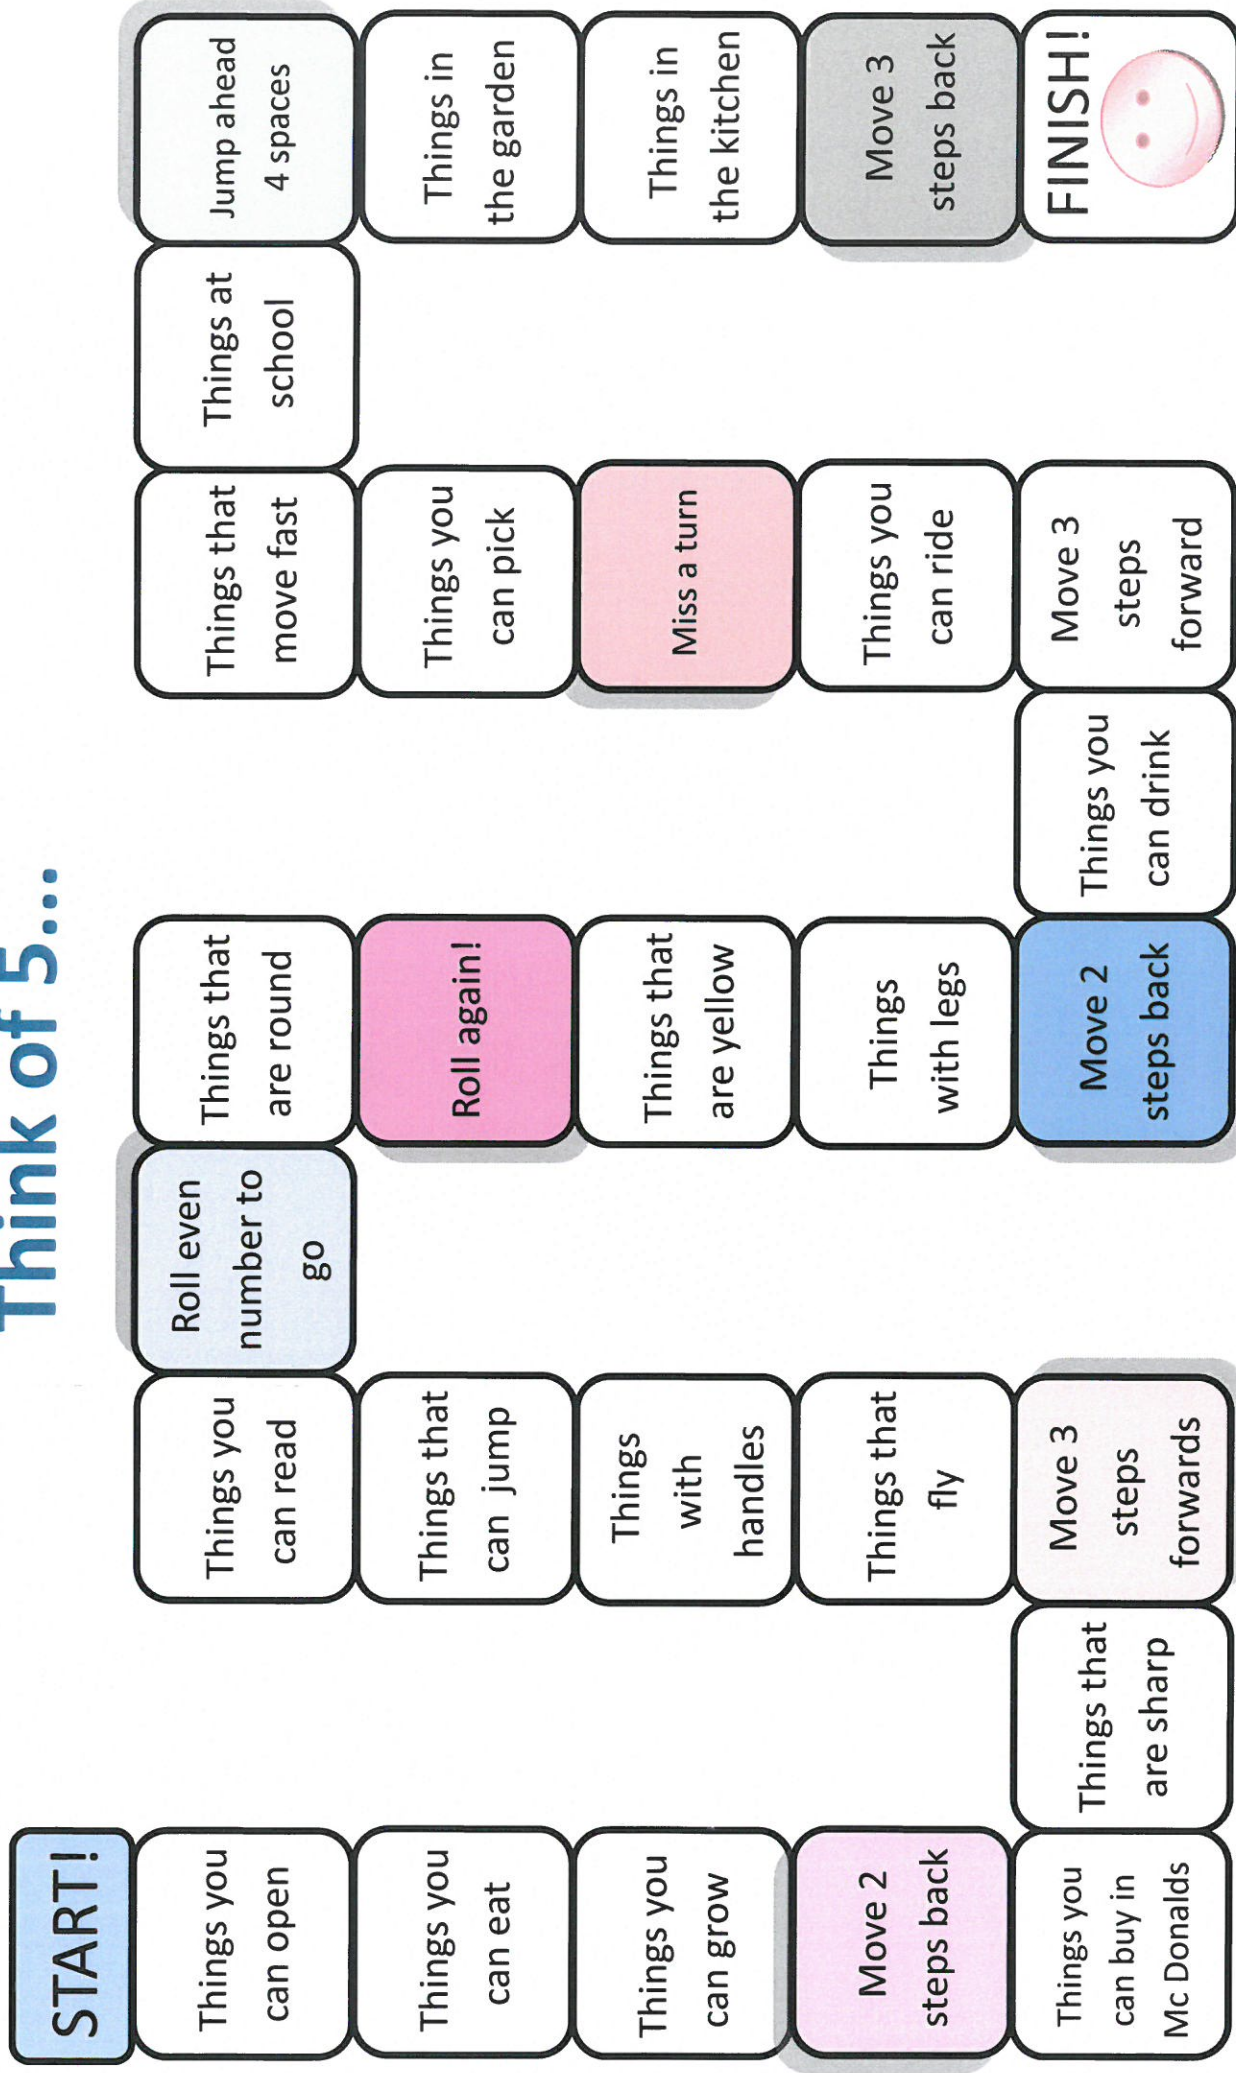 Think of 5...
START!
Things you
can open
Things you
can eat
Things you
can grow
Move 2
steps back
Things you
can buy in
Mc Donalds
Things that
are sharp
Move 3
steps
forwards
Things that
fly
Things
with
handles
Things that
can jump
Things you
can read
Roll even
number to
go
Things that
are round
Roll again!
Things that
are yellow
Things
with legs
Move 2
steps back
Things you
can drink
Move 3
steps
forward
Things you
can ride
Miss a turn
Things you
can pick
Things that
move fast
Things at
school
Jump ahead
4 spaces
Things in
the garden
Things in
the kitchen
Move 3
steps back
FINISH!